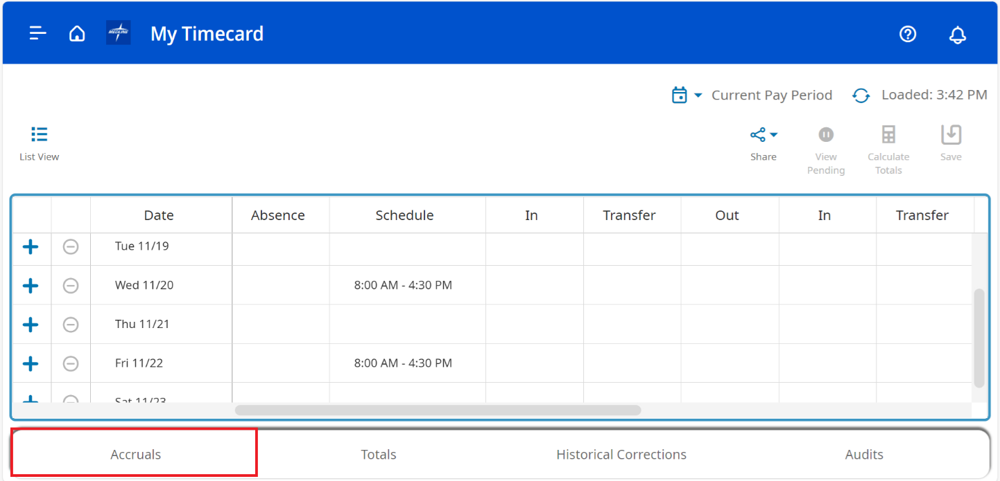 MEDLINE My Timecard
Current Pay Period Loaded: 3:42 PM
List View Share View Pending Calculate Totals Save
Date Absence Schedule In Transfer Out In Transfer
Tue 11/19
Wed 11/20 8:00 AM - 4:30 PM
Thu 11/21
Fri 11/22 8:00 AM - 4:30 PM
Sat 11/23
Accruals Totals Historical Corrections Audits